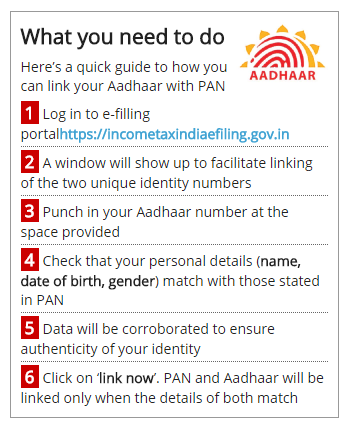 What you need to do
AADHAAR
Here's a quick guide to how you
can link your Aadhaar with PAN
1 Log in to e-filling
portalhttps://incometaxindiaefiling.gov.in
2 A window will show up to facilitate linking
of the two unique identity numbers
3 Punch in your Aadhaar number at the
space provided
4 Check that your personal details (name,
date of birth, gender) match with those stated
in PAN
5 Data will be corroborated to ensure
authenticity of your identity
6 Click on ‘link now’. PAN and Aadhaar will be
linked only when the details of both match